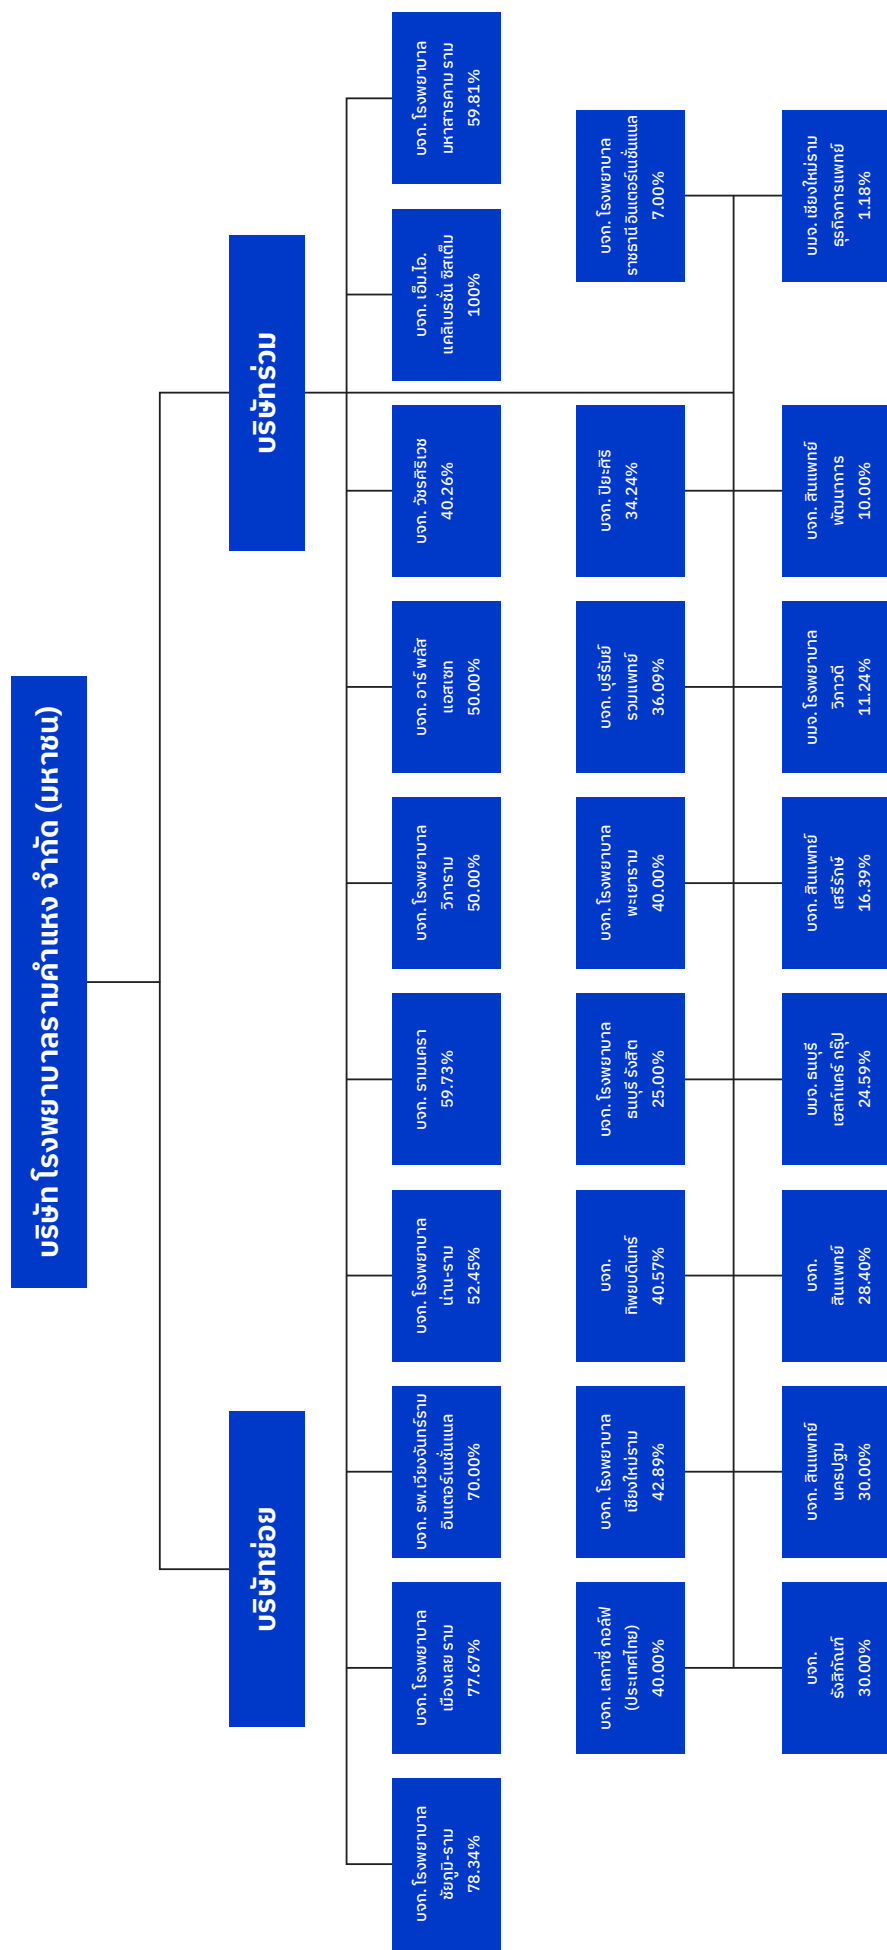 บริษัท โรงพยาบาลรามคำแหง จำกัด (มหาชน)
บริษัทย่อย
บริษัทร่วม
บจก. โรงพยาบาล
ชัยภูมิ-ราม
78.34%
บจก. โรงพยาบาล
เมืองเลย ราม
77.67%
บจก. รพ.เวียงจันทร์ราม
อินเตอร์เนชั่นแนล
70.00%
บจก. โรงพยาบาล
น่าน-ราม
52.45%
บจก. รามนครา
59.73%
บจก. โรงพยาบาล
วิภาราม
50.00%
บจก. อาร์ พลัส
แอสเซท
50.00%
บจก. วัชรศิริเวช
40.26%
บจก. เอ็ม.ไอ.
แคลิเบรชั่น ซิสเต็ม
100%
บจก. โรงพยาบาล
มหาสารคาม ราม
59.81%
บจก. เลกาซี่ กอล์ฟ
(ประเทศไทย)
40.00%
บจก. โรงพยาบาล
เชียงใหม่ราม
42.89%
บจก.
ทิพยบดินทร์
40.57%
บจก. โรงพยาบาล
ธนบุรี รังสิต
25.00%
บจก. โรงพยาบาล
พะเยาราม
40.00%
บจก. บุรีรัมย์
รวมแพทย์
36.09%
บจก. ปิยะศิริ
34.24%
บจก. โรงพยาบาล
ราชธานี อินเตอร์เนชั่นแนล
7.00%
บจก.
รังสิภัณฑ์
30.00%
บจก. สินแพทย์
นครปฐม
30.00%
บจก.
สินแพทย์
28.40%
บมจ. ธนบุรี
เฮลท์แคร์ กรุ๊ป
24.59%
บจก. สินแพทย์
เสรีรักษ์
16.39%
บมจ. โรงพยาบาล
วิภาวดี
11.24%
บจก. สินแพทย์
พัฒนาการ
10.00%
บมจ. เชียงใหม่ราม
ธุรกิจการแพทย์
1.18%